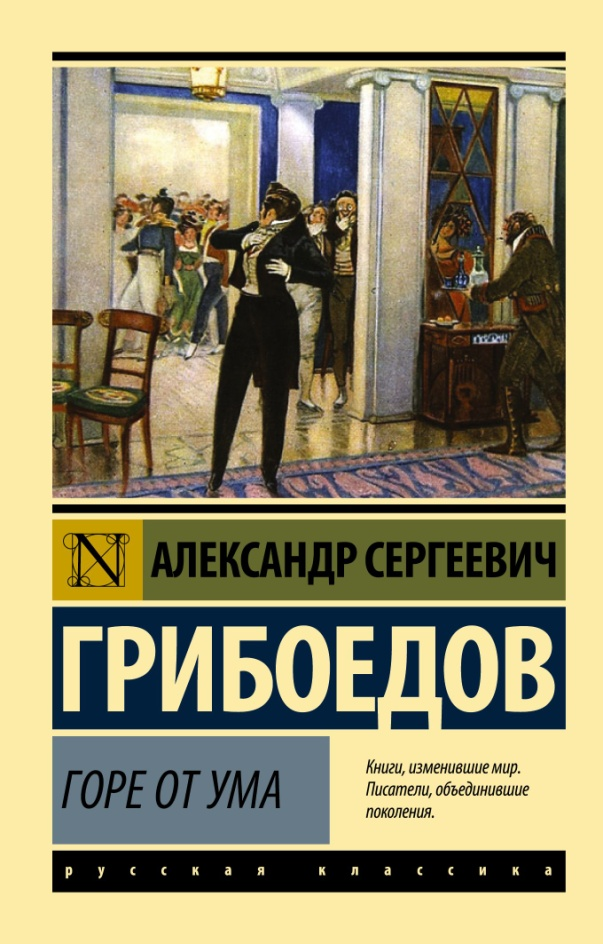 N
АЛЕКСАНДР СЕРГЕЕВИЧ
ГРИБОЕДОВ
ГОРЕ ОТ УМА
Книги, изменившие мир.
Писатели, объединившие
поколения.
русская классика